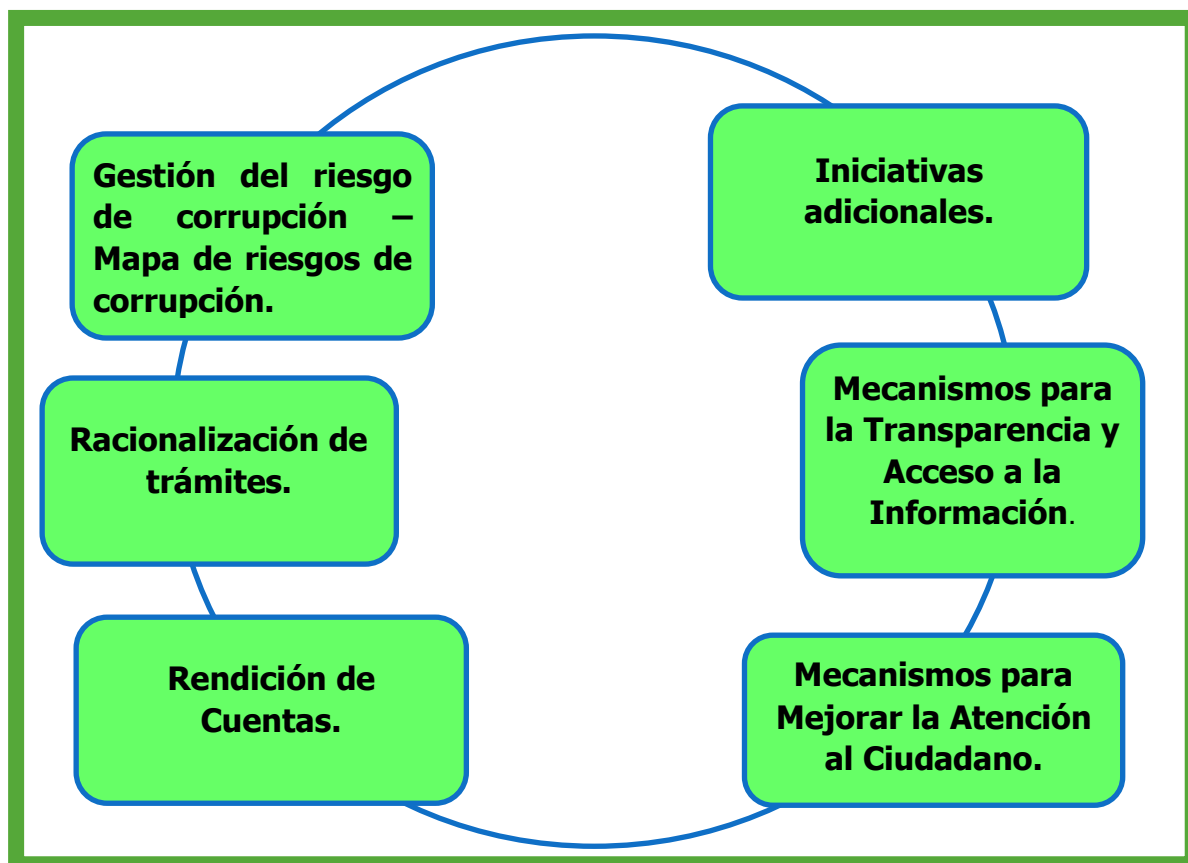 Gestión del riesgo
de corrupción –
Mapa de riesgos de
corrupción.
Racionalización de
trámites.
Rendición de
Cuentas.
Iniciativas
adicionales.
Mecanismos para
la Transparencia y
Acceso a la
Información.
Mecanismos para
Mejorar la Atención
al Ciudadano.